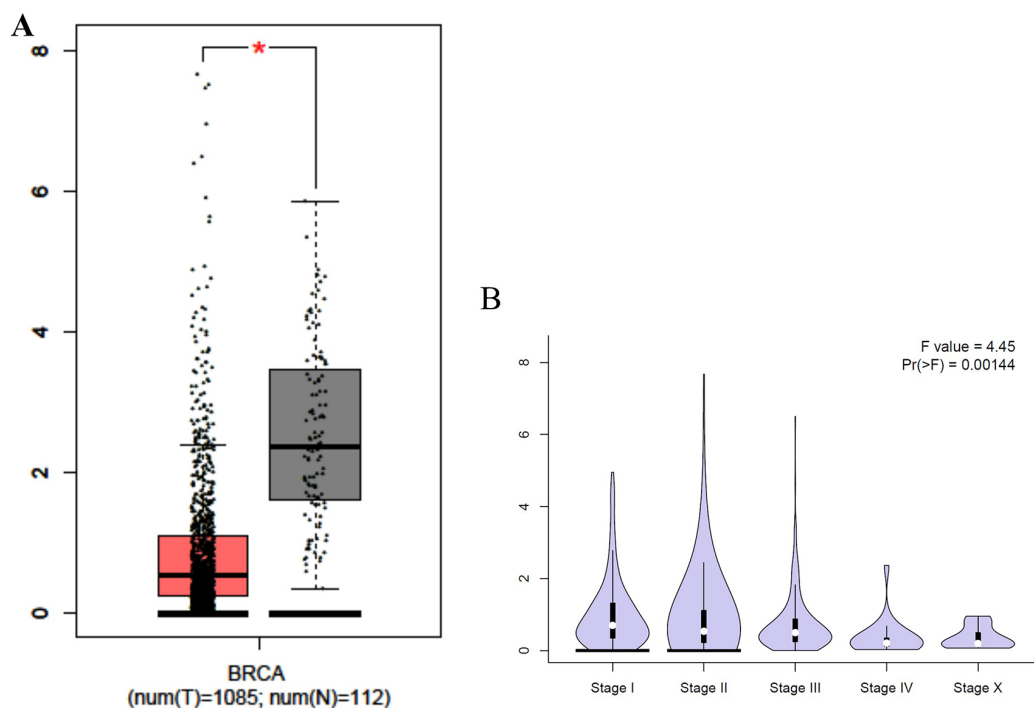 A
*
8
6
4
2
0
BRCA
(num(T)=1085; num(N)=112)
B
F value = 4.45
Pr(>F) = 0.00144
8
6
4
2
0
Stage I Stage II Stage III Stage IV Stage X